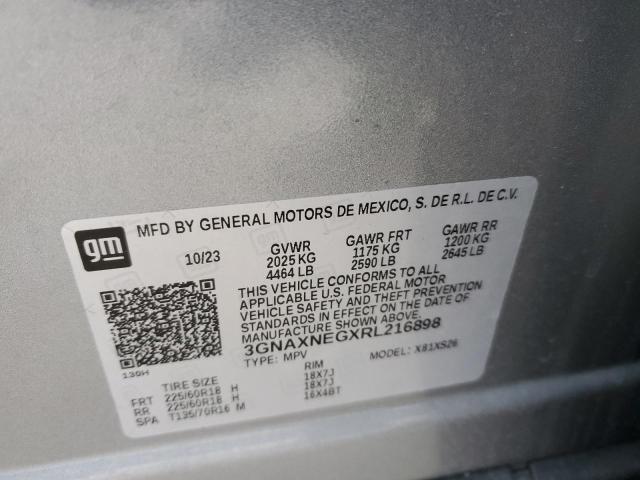 gm
MFD BY GENERAL MOTORS DE MEXICO, S. DE R.L. DE C.V.
10/23 GVWR GAWR FRT GAWR RR
2025 KG 1175 KG 1200 KG
4464 LB 2590 LB 2645 LB
THIS VEHICLE CONFORMS TO ALL
APPLICABLE U.S. FEDERAL MOTOR
VEHICLE SAFETY AND THEFT PREVENTION
STANDARDS IN EFFECT ON THE DATE OF
MANUFACTURE SHOWN ABOVE.
3GNAXNEGXRL216898
TYPE: MPV MODEL: X81XS26
130H
TIRE SIZE RIM
FRT 225/60R18 H 18X7J
RR 225/60R18 H 18X7J
SPA T135/70R16 M 16X4BT